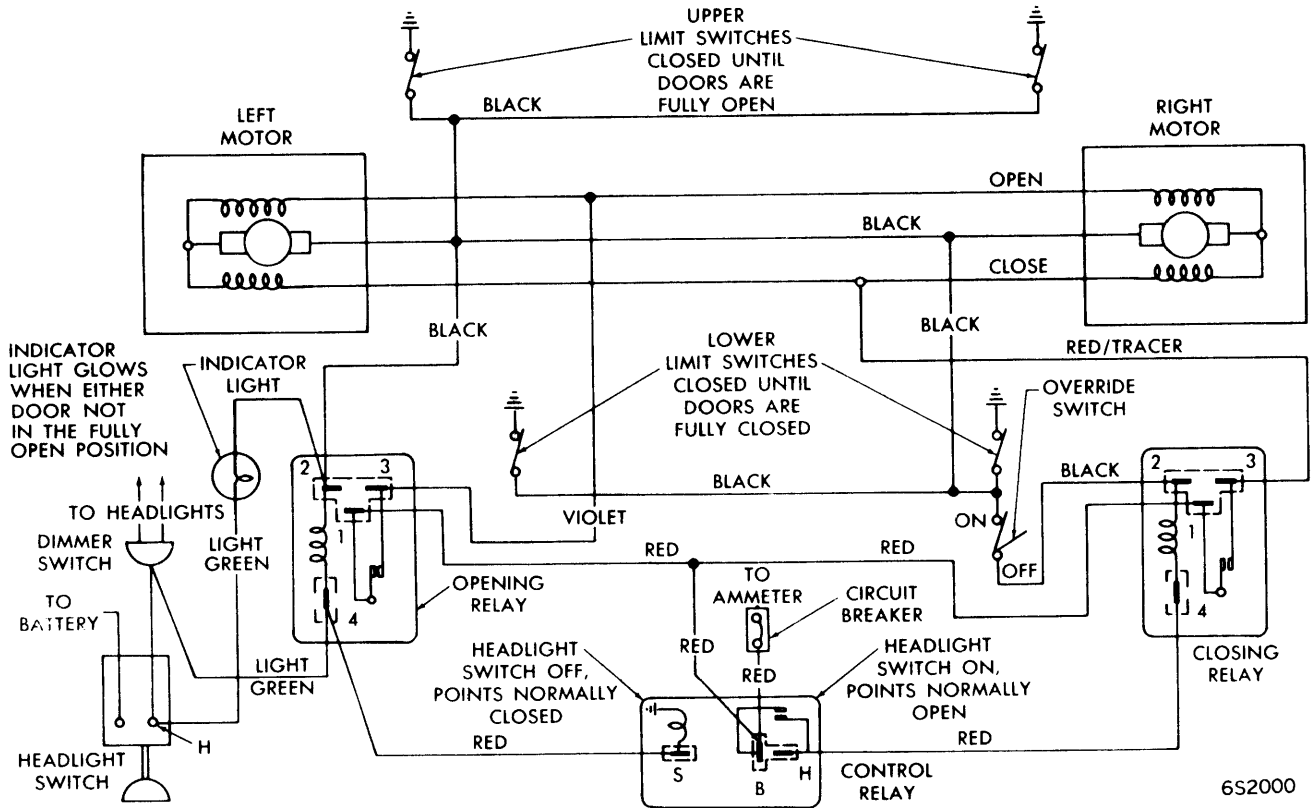 UPPER
LIMIT SWITCHES
CLOSED UNTIL
DOORS ARE
FULLY OPEN
BLACK
LEFT
MOTOR
RIGHT
MOTOR
OPEN
BLACK
CLOSE
BLACK
BLACK
RED/TRACER
INDICATOR
LIGHT GLOWS
WHEN EITHER
DOOR NOT
IN THE FULLY
OPEN POSITION
INDICATOR
LIGHT
LOWER
LIMIT SWITCHES
CLOSED UNTIL
DOORS ARE
FULLY CLOSED
OVERRIDE
SWITCH
2
3
1
4
BLACK
BLACK
2
3
1
4
TO HEADLIGHTS
DIMMER
SWITCH
LIGHT
GREEN
VIOLET
ON
OFF
RED
RED
OPENING
RELAY
TO
AMMETER
CIRCUIT
BREAKER
TO
BATTERY
LIGHT
GREEN
HEADLIGHT
SWITCH OFF,
POINTS NORMALLY
CLOSED
RED
RED
HEADLIGHT
SWITCH ON,
POINTS NORMALLY
OPEN
CLOSING
RELAY
H
HEADLIGHT
SWITCH
RED
S
B
H
RED
CONTROL
RELAY
6S2000